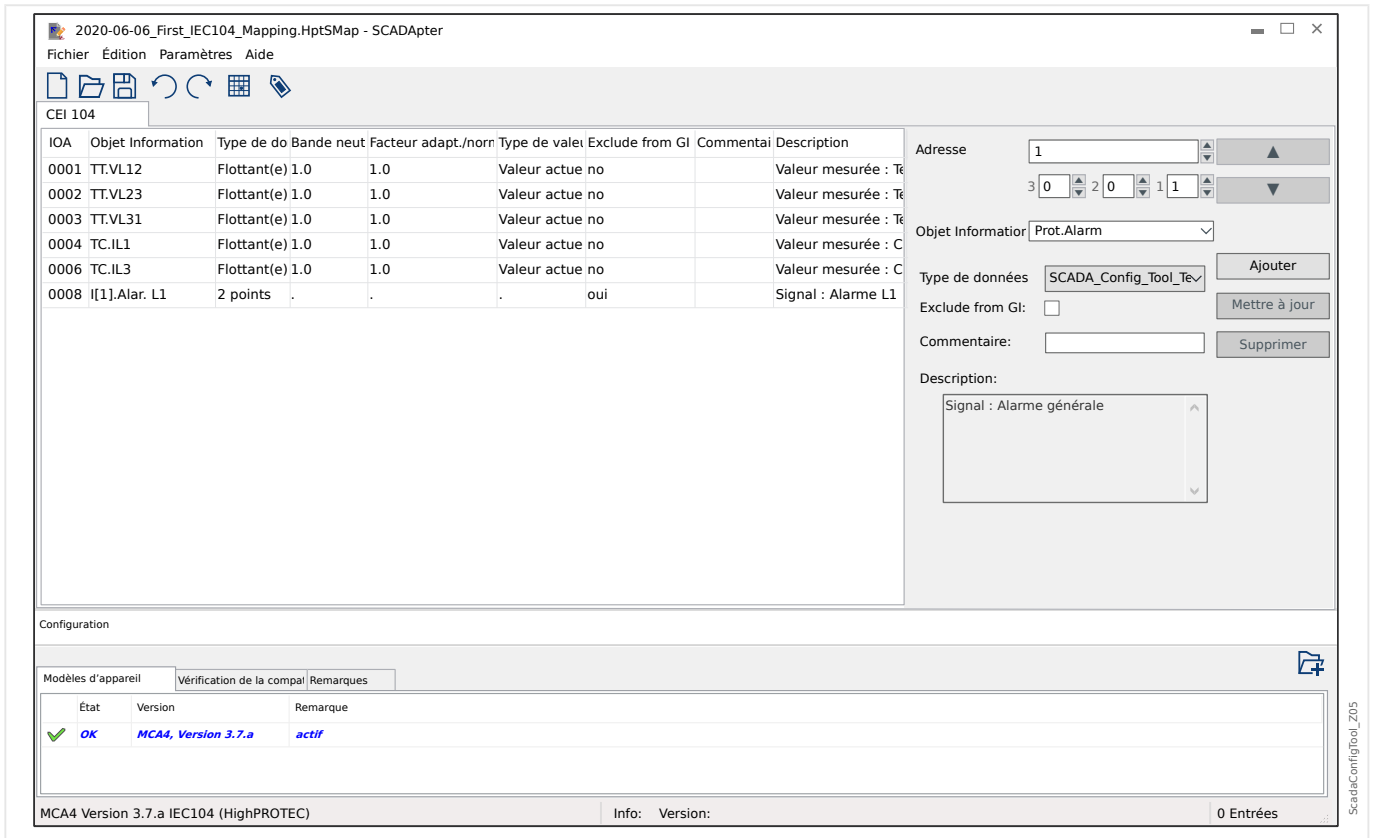 2020-06-06_First_IEC104_Mapping.HptSMap - SCADApter
Fichier Édition Paramètres Aide
CEI 104
IOA Objet Information Type de do Bande neut Facteur adapt./norr Type de valeu Exclude from GI Commentai Description
0001 TT.VL12 Flottant(e) 1.0 1.0 Valeur actue no Valeur mesurée : Te
0002 TT.VL23 Flottant(e) 1.0 1.0 Valeur actue no Valeur mesurée : Te
0003 TT.VL31 Flottant(e) 1.0 1.0 Valeur actue no Valeur mesurée : Te
0004 TC.IL1 Flottant(e) 1.0 1.0 Valeur actue no Valeur mesurée : C
0006 TC.IL3 Flottant(e) 1.0 1.0 Valeur actue no Valeur mesurée : C
0008 I[1].Alar. L1 2 points . . . oui Signal : Alarme L1
Adresse 1
3 0 2 0 1 1
Objet Information Prot.Alarm
Type de données SCADA_Config_Tool_Te
Ajouter
Exclude from GI:
Mettre à jour
Commentaire:
Supprimer
Description:
Signal : Alarme générale
Configuration
Modèles d'appareil Vérification de la compat Remarques
État Version Remarque
OK MCA4, Version 3.7.a actif
MCA4 Version 3.7.a IEC104 (HighPROTEC) Info: Version: 0 Entrées
ScadaConfigTool_Z05